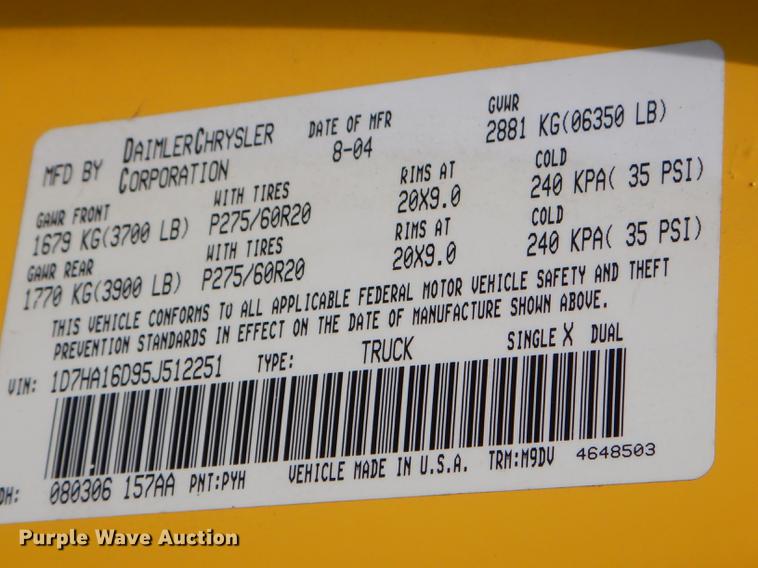 MFD BY DAIMLERCHRYSLER CORPORATION
DATE OF MFR 8-04
GVWR 2881 KG(06350 LB)
GAWR FRONT WITH TIRES RIMS AT COLD
1679 KG(3700 LB) P275/60R20 20X9.0 240 KPA( 35 PSI)
GAWR REAR WITH TIRES RIMS AT COLD
1770 KG(3900 LB) P275/60R20 20X9.0 240 KPA( 35 PSI)
THIS VEHICLE CONFORMS TO ALL APPLICABLE FEDERAL MOTOR VEHICLE SAFETY AND THEFT
PREVENTION STANDARDS IN EFFECT ON THE DATE OF MANUFACTURE SHOWN ABOVE.
VIN: 1D7HA16D95J512251 TYPE: TRUCK SINGLE X DUAL
DH: 080306 157AA PNT:PYH VEHICLE MADE IN U.S.A. TRM:M9DV 4648503
Purple Wave Auction